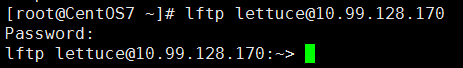 [root@CentOS7 ~]# lftp lettuce@10.99.128.170
Password:
lftp lettuce@10.99.128.170:~>